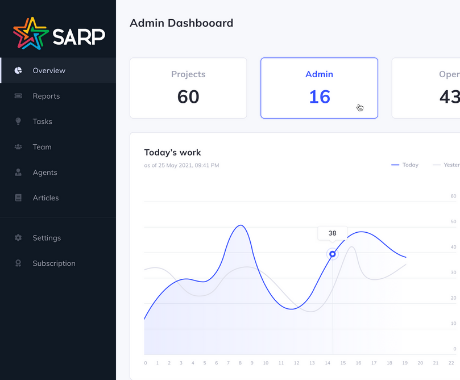 SARP
Overview
Reports
Tasks
Team
Agents
Articles
Settings
Subscription
Admin Dashbooard
Projects
60
Admin
16
Open
43
Today's work
as of 25 May 2021, 09:41 PM
Today
Yester
38
60
50
40
30
20
10
0
0 1 2 3 4 5 6 7 8 9 10 11 12 13 14 15 16 17 18 19 20 21 22